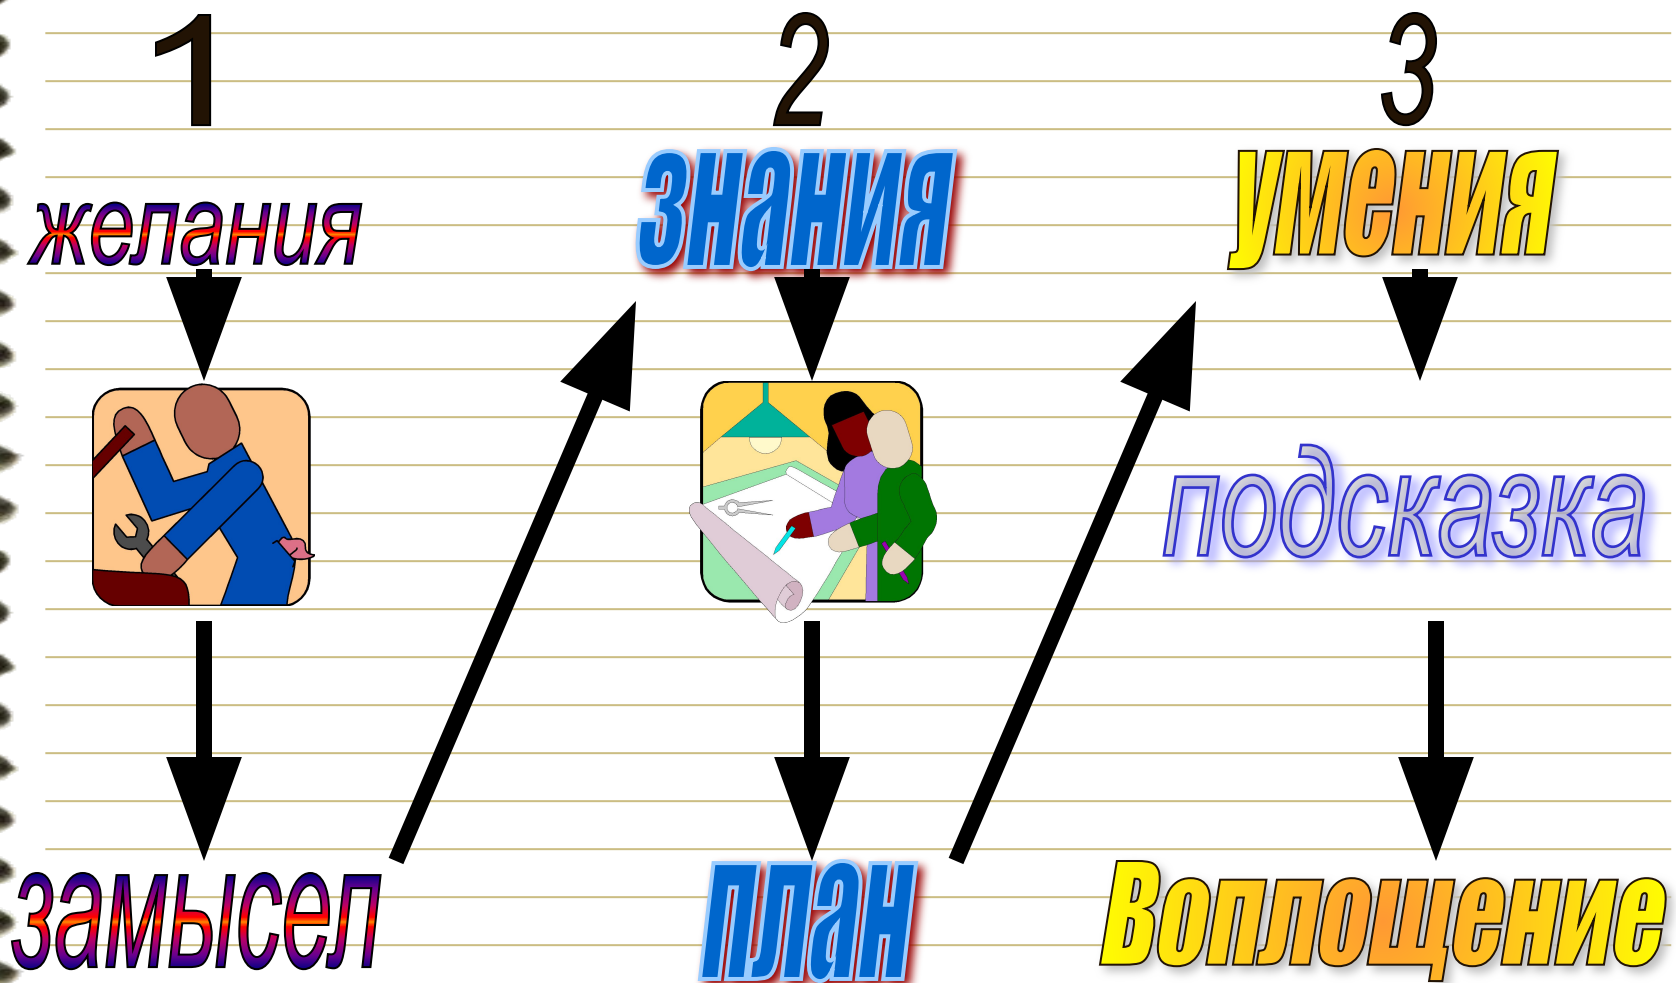 1 2 3
желания знания умения
подсказка
замысел план Воплощение